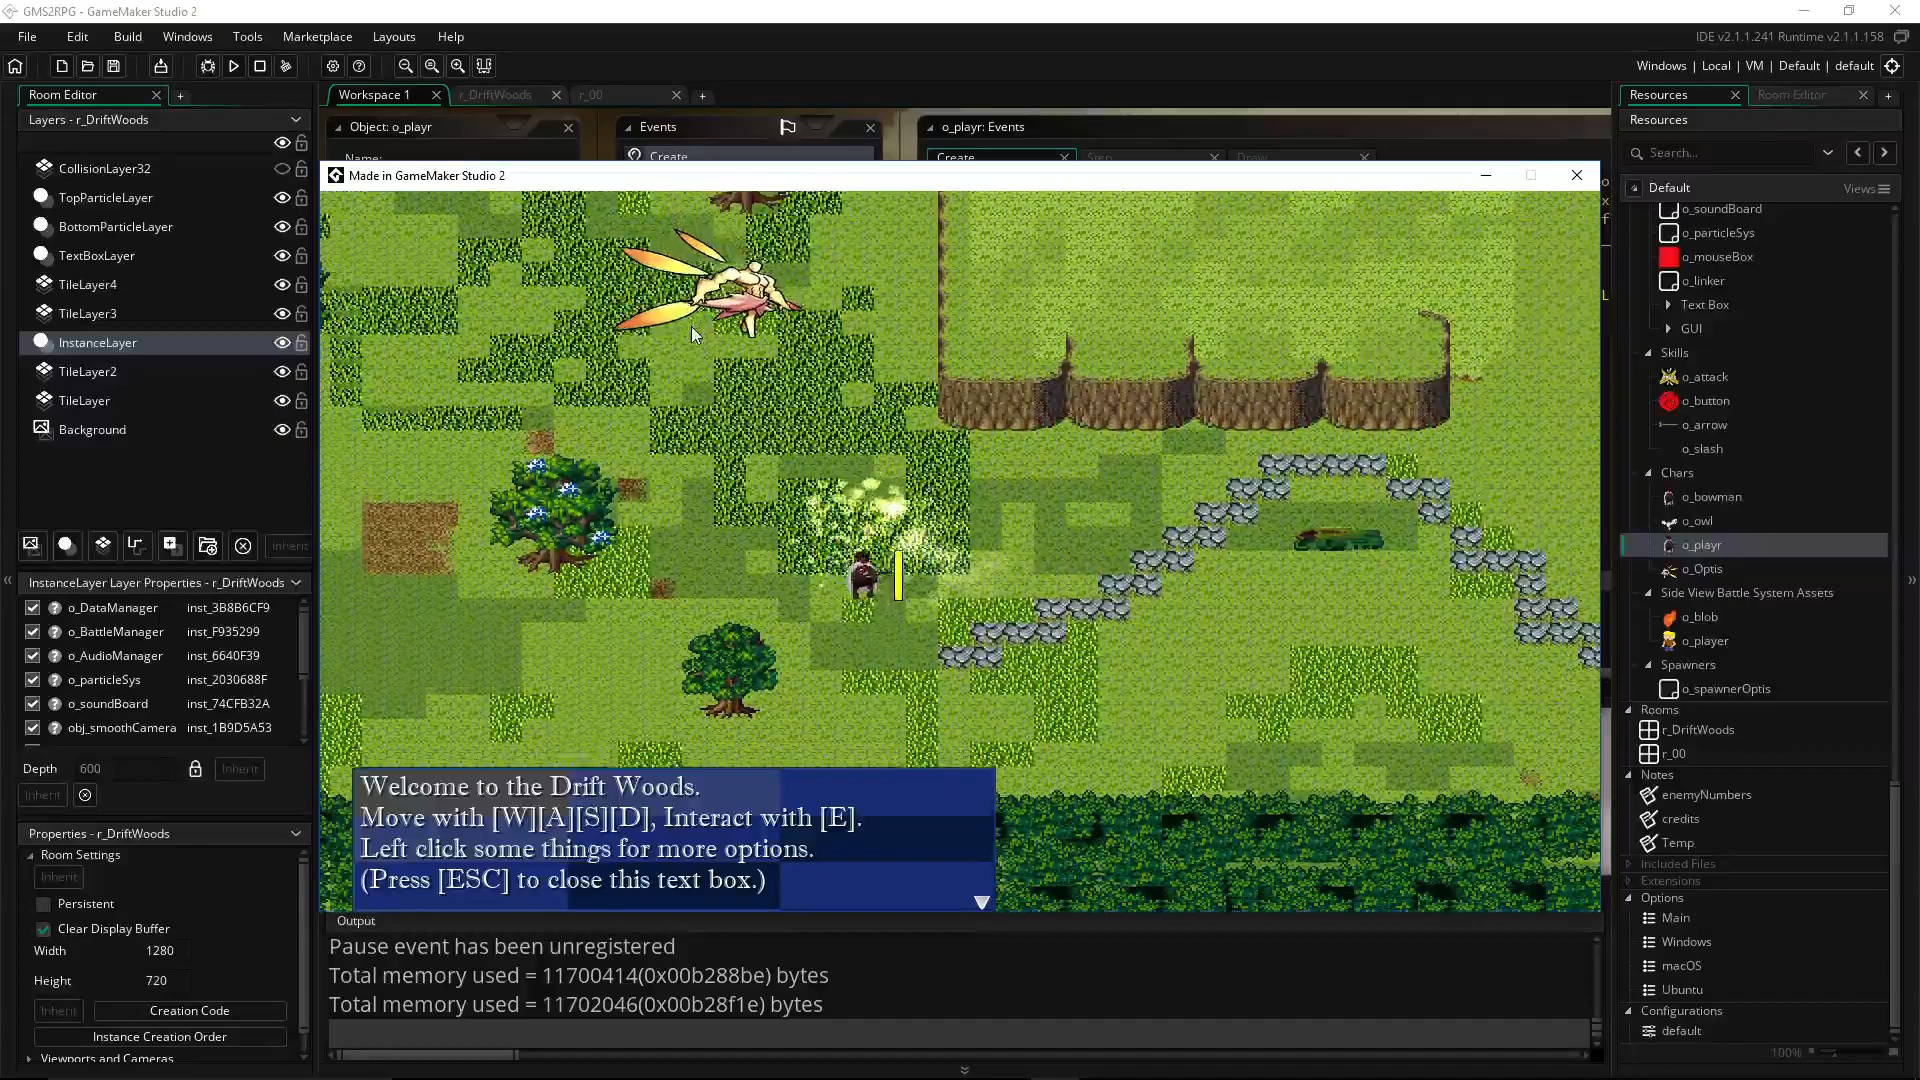 GMS2RPG - GameMaker Studio 2
File Edit Build Windows Tools Marketplace Layouts Help
IDE v2.1.1.241 Runtime v2.1.1.158
Windows | Local | VM | Default | default
Room Editor
Workspace 1
r_DriftWoods
r_00
Resources
Room Editor
Layers - r_DriftWoods
CollisionLayer32
TopParticleLayer
BottomParticleLayer
TextBoxLayer
TileLayer4
TileLayer3
InstanceLayer
TileLayer2
TileLayer
Background
Inherit
InstanceLayer Layer Properties - r_DriftWoods
o_DataManager inst_3B8B6CF9
o_BattleManager inst_F935299
o_AudioManager inst_6640F39
o_particleSys inst_2030688F
o_soundBoard inst_74CFB32A
obj_smoothCamera inst_1B9D5A53
Depth 600 Inherit
Inherit
Properties - r_DriftWoods
Room Settings
Inherit
Persistent
Clear Display Buffer
Width 1280
Height 720
Inherit Creation Code
Instance Creation Order
Viewports and Cameras
Object: o_playr
Name:
Events
Create
o_playr: Events
Create Step Draw
Made in GameMaker Studio 2
Welcome to the Drift Woods.
Move with [W][A][S][D], Interact with [E].
Left click some things for more options.
(Press [ESC] to close this text box.)
Output
Pause event has been unregistered
Total memory used = 11700414(0x00b288be) bytes
Total memory used = 11702046(0x00b28f1e) bytes
Resources
Search...
Default Views
o_soundBoard
o_particleSys
o_mouseBox
o_linker
Text Box
GUI
Skills
o_attack
o_button
o_arrow
o_slash
Chars
o_bowman
o_owl
o_playr
o_Optis
Side View Battle System Assets
o_blob
o_player
Spawners
o_spawnerOptis
Rooms
r_DriftWoods
r_00
Notes
enemyNumbers
credits
Temp
Included Files
Extensions
Options
Main
Windows
macOS
Ubuntu
Configurations
default
100%